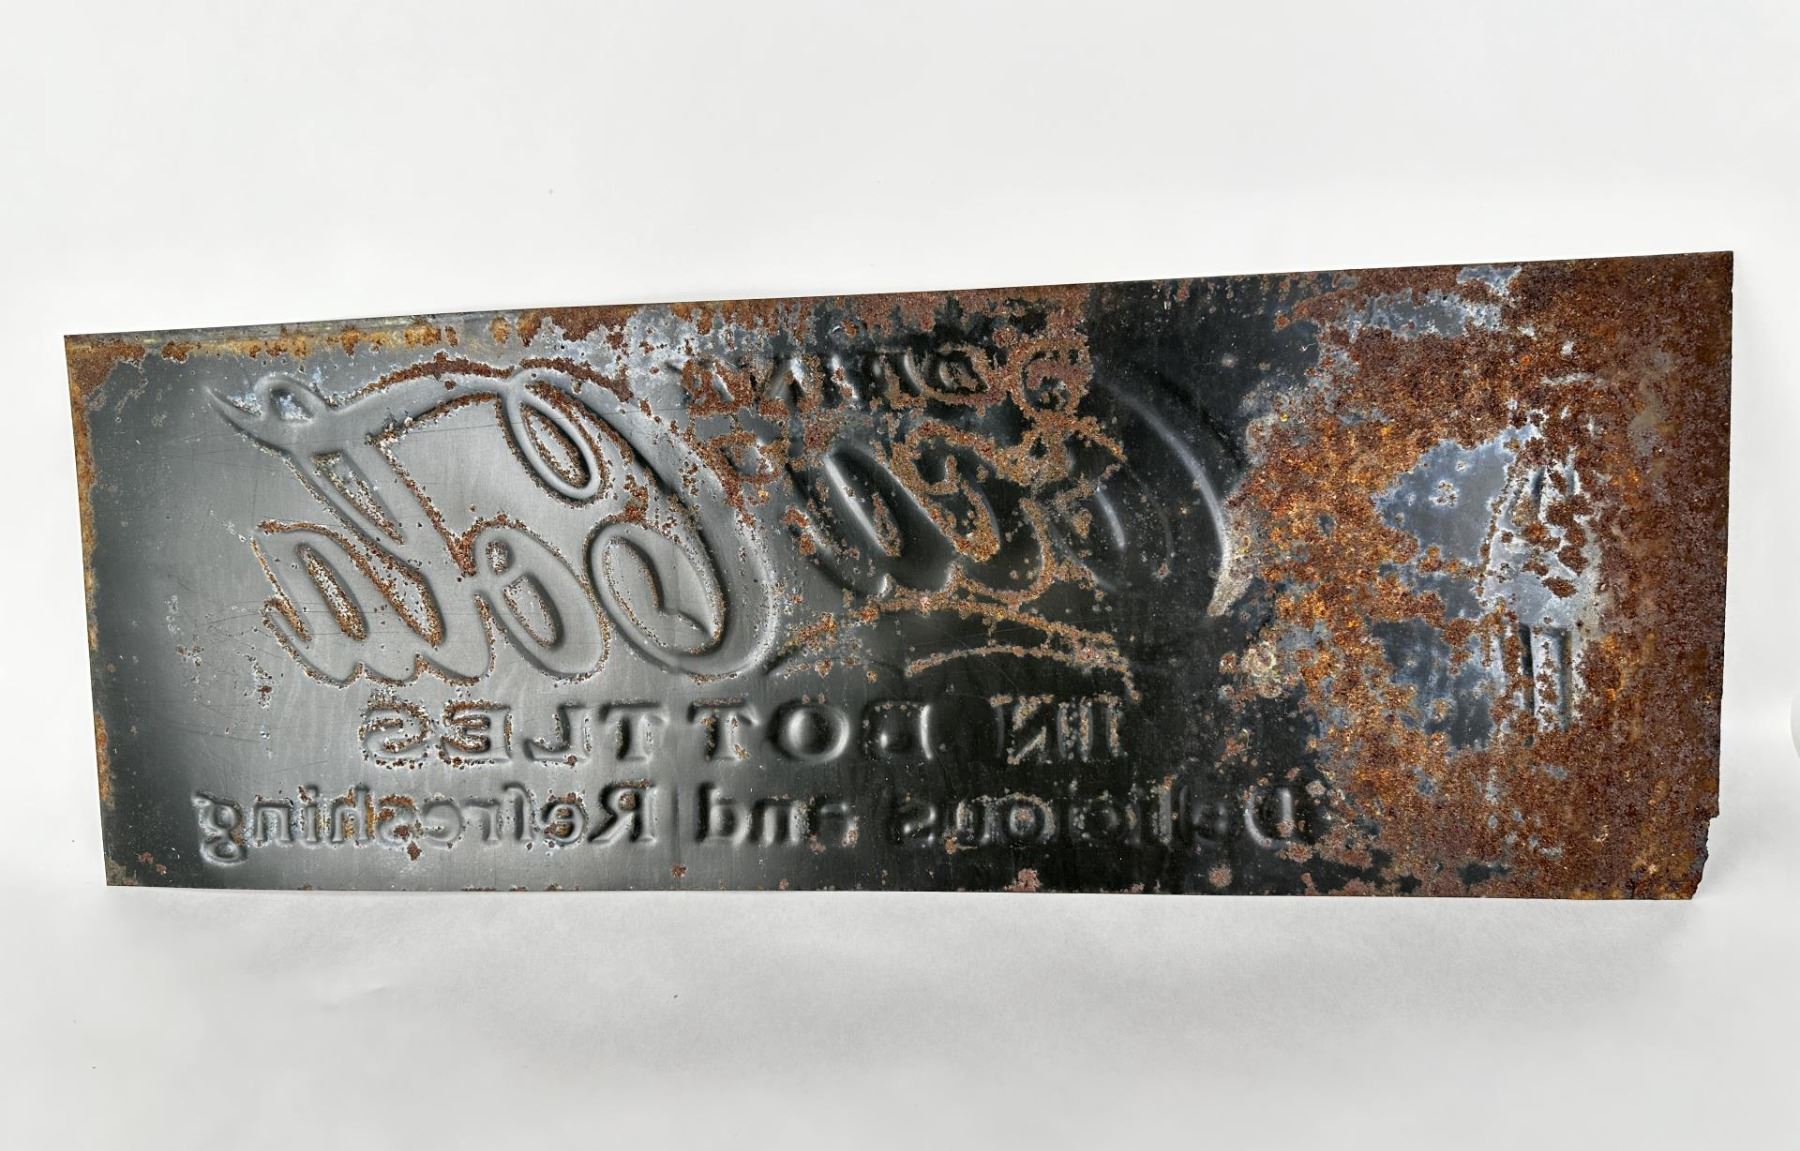 DRINK
Coca-Cola
IN BOTTLES
Delicious and Refreshing